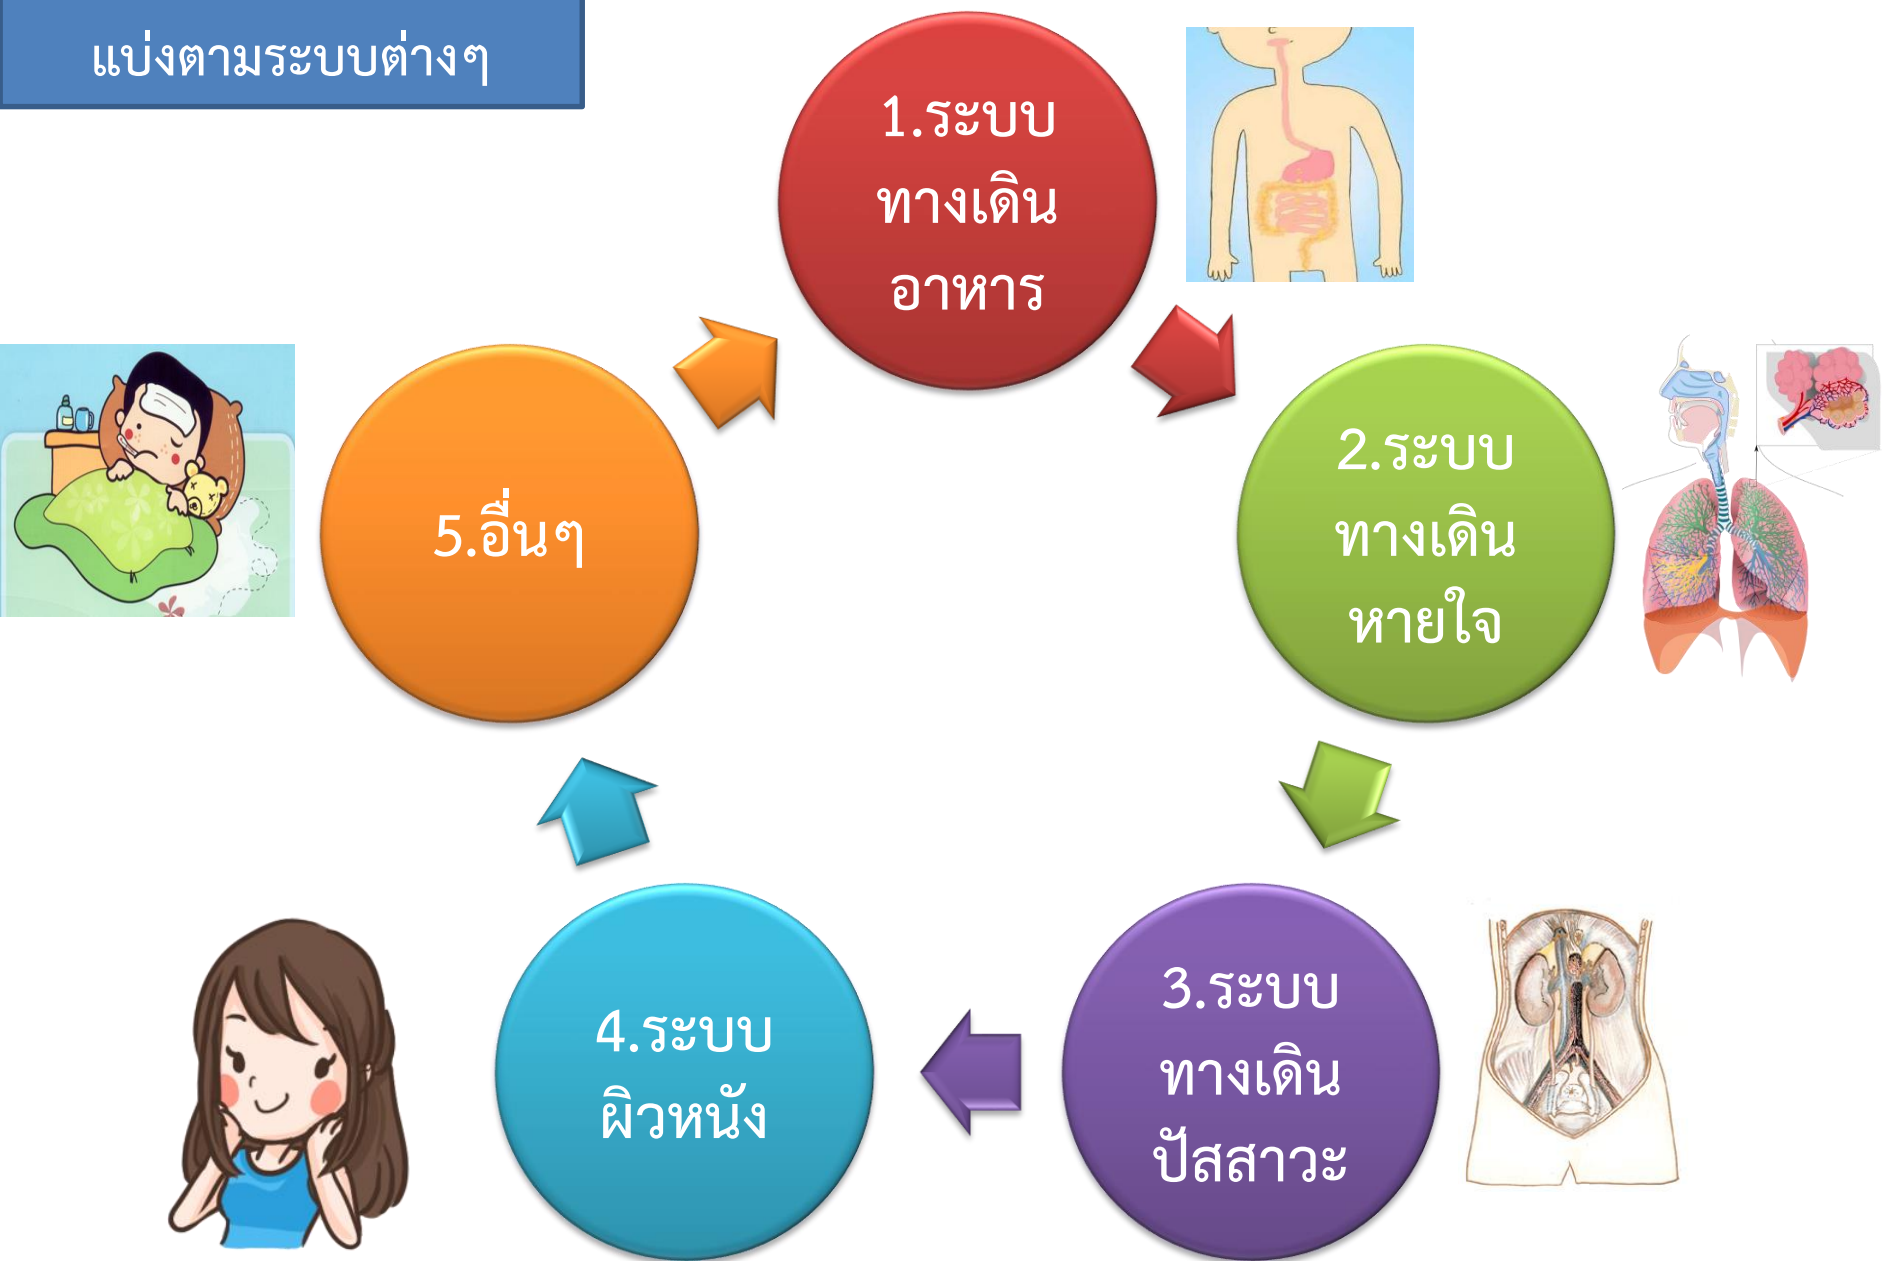 แบ่งตามระบบต่างๆ
1.ระบบ
ทางเดิน
อาหาร
2.ระบบ
ทางเดิน
หายใจ
3.ระบบ
ทางเดิน
ปัสสาวะ
4.ระบบ
ผิวหนัง
5.อื่นๆ